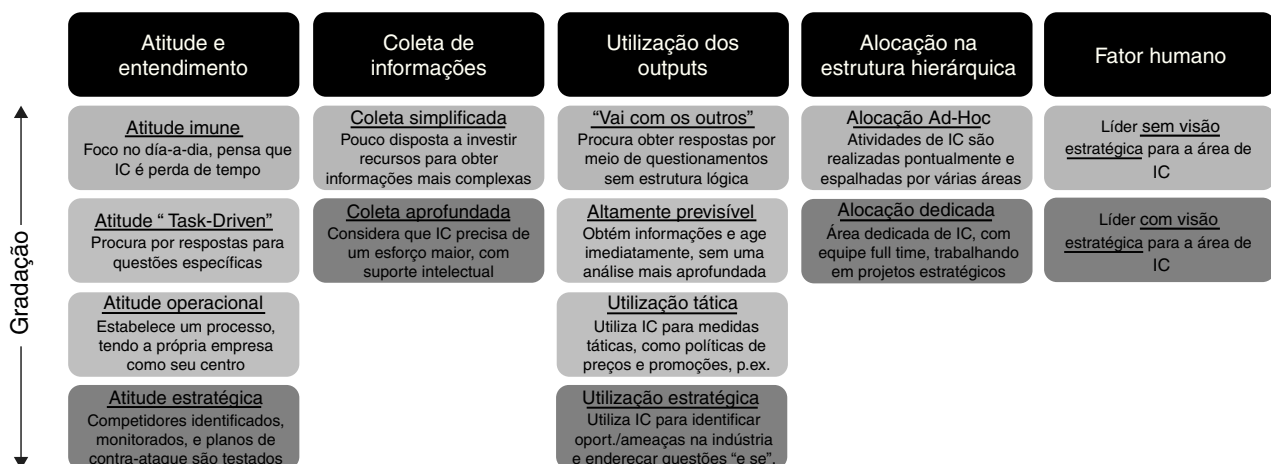 Atitude e
entendimento
Coleta de
informações
Utilização dos
outputs
Alocação na
estrutura hierárquica
Fator humano
Gradação
Atitude imune
Foco no día-a-dia, pensa que
IC é perda de tempo
Atitude “ Task-Driven”
Procura por respostas para
questões específicas
Atitude operacional
Estabelece um processo,
tendo a própria empresa
como seu centro
Atitude estratégica
Competidores identificados,
monitorados, e planos de
contra-ataque são testados
Coleta simplificada
Pouco disposta a investir
recursos para obter
informações mais complexas
Coleta aprofundada
Considera que IC precisa de
um esforço maior, com
suporte intelectual
“Vai com os outros”
Procura obter respostas por
meio de questionamentos
sem estrutura lógica
Altamente previsível
Obtém informações e age
imediatamente, sem uma
análise mais aprofundada
Utilização tática
Utiliza IC para medidas
táticas, como políticas de
preços e promoções, p.ex.
Utilização estratégica
Utiliza IC para identificar
oport./ameaças na indústria
e endereçar questões “e se”.
Alocação Ad-Hoc
Atividades de IC são
realizadas pontualmente e
espalhadas por várias áreas
Alocação dedicada
Área dedicada de IC, com
equipe full time, trabalhando
em projetos estratégicos
Líder sem visão
estratégica para a área de
IC
Líder com visão
estratégica para a área de
IC